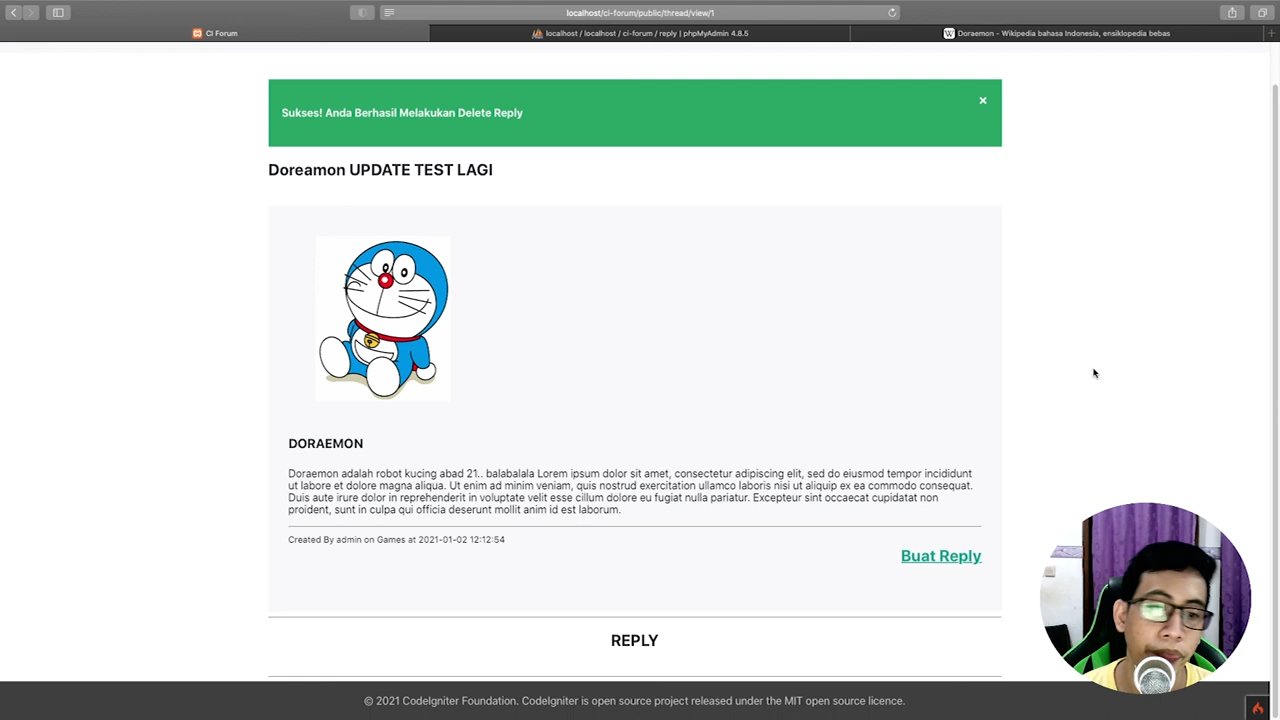 localhost/ci-forum/public/thread/view/1
CI Forum
localhost / localhost / ci-forum / reply | phpMyAdmin 4.8.5
W
Doraemon - Wikipedia bahasa Indonesia, ensiklopedia bebas
Sukses! Anda Berhasil Melakukan Delete Reply
×
Doreamon UPDATE TEST LAGI
DORAEMON
Doraemon adalah robot kucing abad 21.. balabalala Lorem ipsum dolor sit amet, consectetur adipiscing elit, sed do eiusmod tempor incididunt
ut labore et dolore magna aliqua. Ut enim ad minim veniam, quis nostrud exercitation ullamco laboris nisi ut aliquip ex ea commodo consequat.
Duis aute irure dolor in reprehenderit in voluptate velit esse cillum dolore eu fugiat nulla pariatur. Excepteur sint occaecat cupidatat non
proident, sunt in culpa qui officia deserunt mollit anim id est laborum.
Created By admin on Games at 2021-01-02 12:12:54
Buat Reply
REPLY
© 2021 CodeIgniter Foundation. CodeIgniter is open source project released under the MIT open source licence.